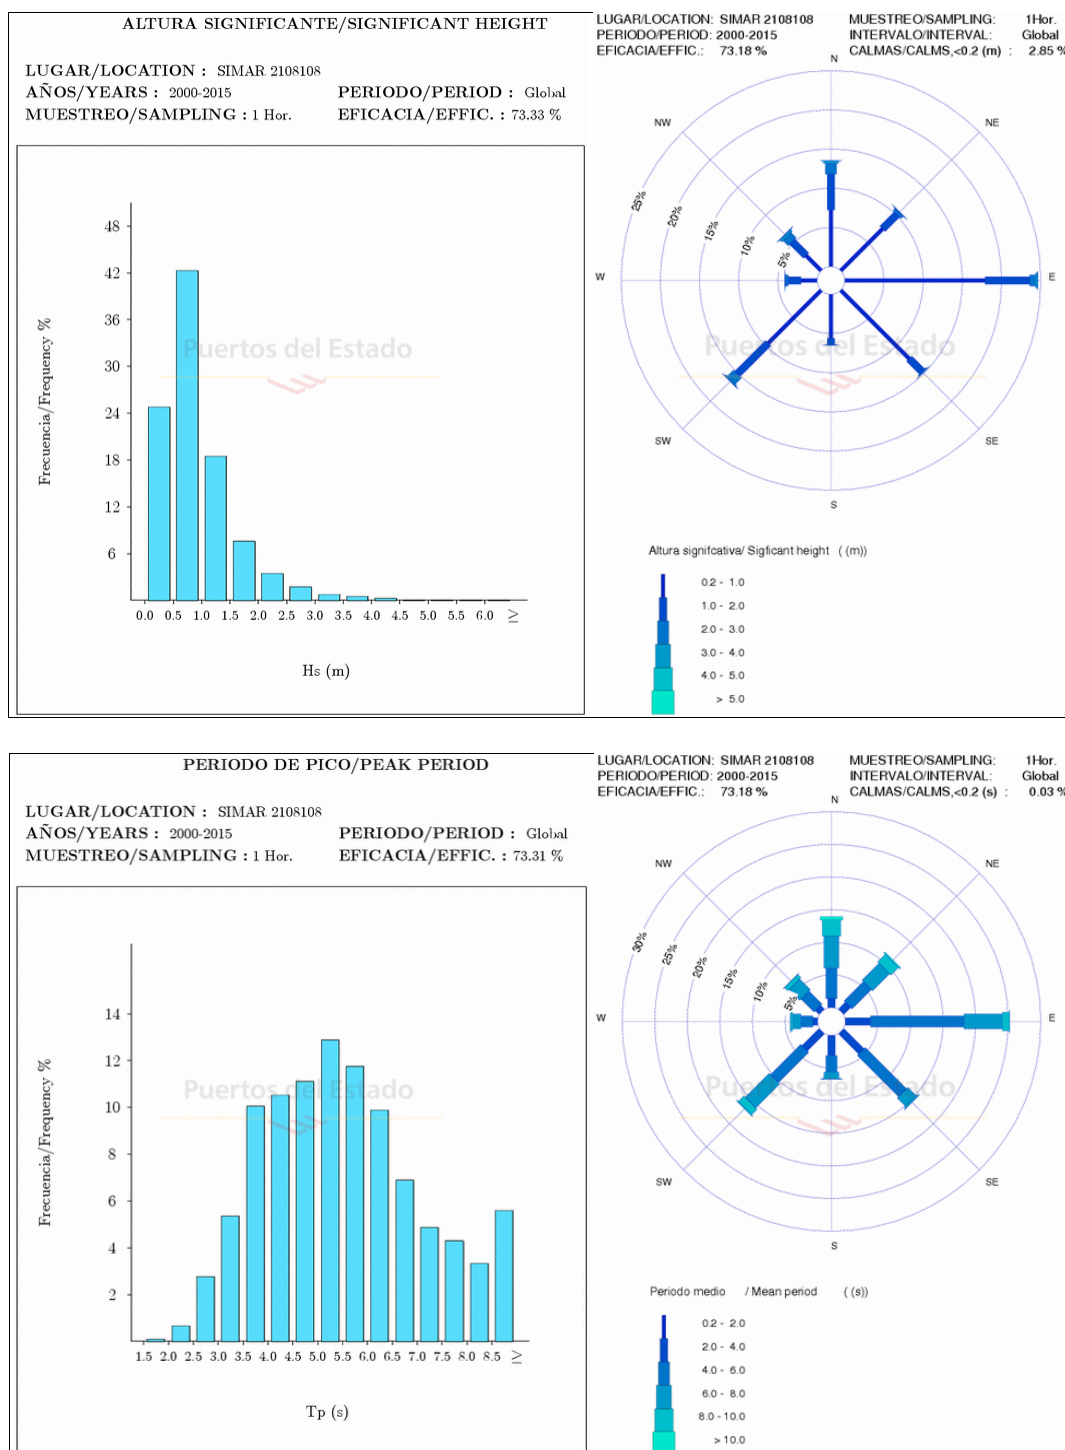 ALTURA SIGNIFICANTE/SIGNIFICANT HEIGHT
LUGAR/LOCATION : SIMAR 2108108
AÑOS/YEARS : 2000-2015 PERIODO/PERIOD : Global
MUESTREO/SAMPLING : 1 Hor. EFICACIA/EFFIC. : 73.33 %
48
42
36
30
24
18
12
6
Frecuencia/Frequency %
Puertos del Estado
0.0 0.5 1.0 1.5 2.0 2.5 3.0 3.5 4.0 4.5 5.0 5.5 6.0 ≥
Hs (m)
LUGAR/LOCATION: SIMAR 2108108 MUESTREO/SAMPLING: 1Hor.
PERIODO/PERIOD: 2000-2015 INTERVALO/INTERVAL: Global
EFICACIA/EFFIC.: 73.18 % CALMAS/CALMS,<0.2 (m) : 2.85 %
N
NW NE
25% 20% 15% 10% 5%
W E
Puertos del Estado
SW SE
S
Altura signifcativa/ Sigficant height ( (m))
0.2 - 1.0
1.0 - 2.0
2.0 - 3.0
3.0 - 4.0
4.0 - 5.0
> 5.0
PERIODO DE PICO/PEAK PERIOD
LUGAR/LOCATION : SIMAR 2108108
AÑOS/YEARS : 2000-2015 PERIODO/PERIOD : Global
MUESTREO/SAMPLING : 1 Hor. EFICACIA/EFFIC. : 73.31 %
14
12
10
8
6
4
2
Frecuencia/Frequency %
Puertos del Estado
1.5 2.0 2.5 3.0 3.5 4.0 4.5 5.0 5.5 6.0 6.5 7.0 7.5 8.0 8.5 ≥
Tp (s)
LUGAR/LOCATION: SIMAR 2108108 MUESTREO/SAMPLING: 1Hor.
PERIODO/PERIOD: 2000-2015 INTERVALO/INTERVAL: Global
EFICACIA/EFFIC.: 73.18 % CALMAS/CALMS,<0.2 (s) : 0.03 %
N
NW NE
30% 25% 20% 15% 10% 5%
W E
Puertos del Estado
SW SE
S
Periodo medio / Mean period ( (s))
0.2 - 2.0
2.0 - 4.0
4.0 - 6.0
6.0 - 8.0
8.0 - 10.0
> 10.0